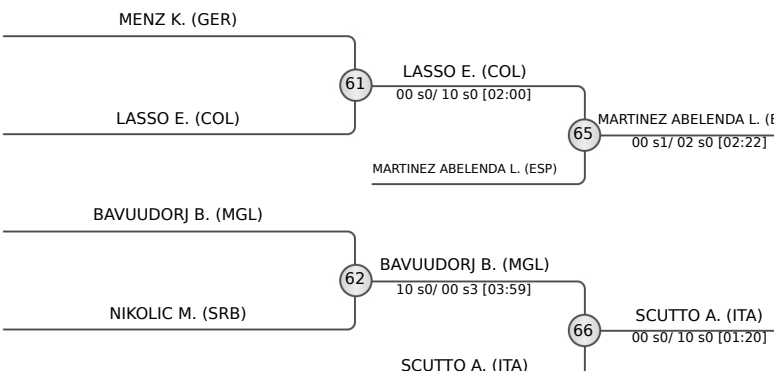 MENZ K. (GER)
61
LASSO E. (COL)
00 s0/ 10 s0 [02:00]
LASSO E. (COL)
65
MARTINEZ ABELENDA L. (E
00 s1/ 02 s0 [02:22]
MARTINEZ ABELENDA L. (ESP)
BAVUUDORJ B. (MGL)
62
BAVUUDORJ B. (MGL)
10 s0/ 00 s3 [03:59]
NIKOLIC M. (SRB)
66
SCUTTO A. (ITA)
00 s0/ 10 s0 [01:20]
SCUTTO A. (ITA)